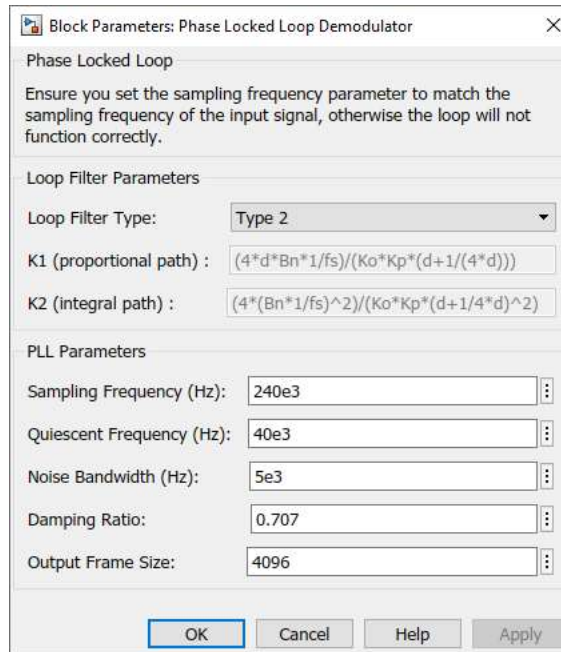 Block Parameters: Phase Locked Loop Demodulator
Phase Locked Loop
Ensure you set the sampling frequency parameter to match the
sampling frequency of the input signal, otherwise the loop will not
function correctly.
Loop Filter Parameters
Loop Filter Type: Type 2
K1 (proportional path) : (4*d*Bn*1/fs)/(Ko*Kp*(d+1/(4*d)))
K2 (integral path) : (4*(Bn*1/fs)^2)/(Ko*Kp*(d+1/4*d)^2)
PLL Parameters
Sampling Frequency (Hz): 240e3
Quiescent Frequency (Hz): 40e3
Noise Bandwidth (Hz): 5e3
Damping Ratio: 0.707
Output Frame Size: 4096
OK Cancel Help Apply